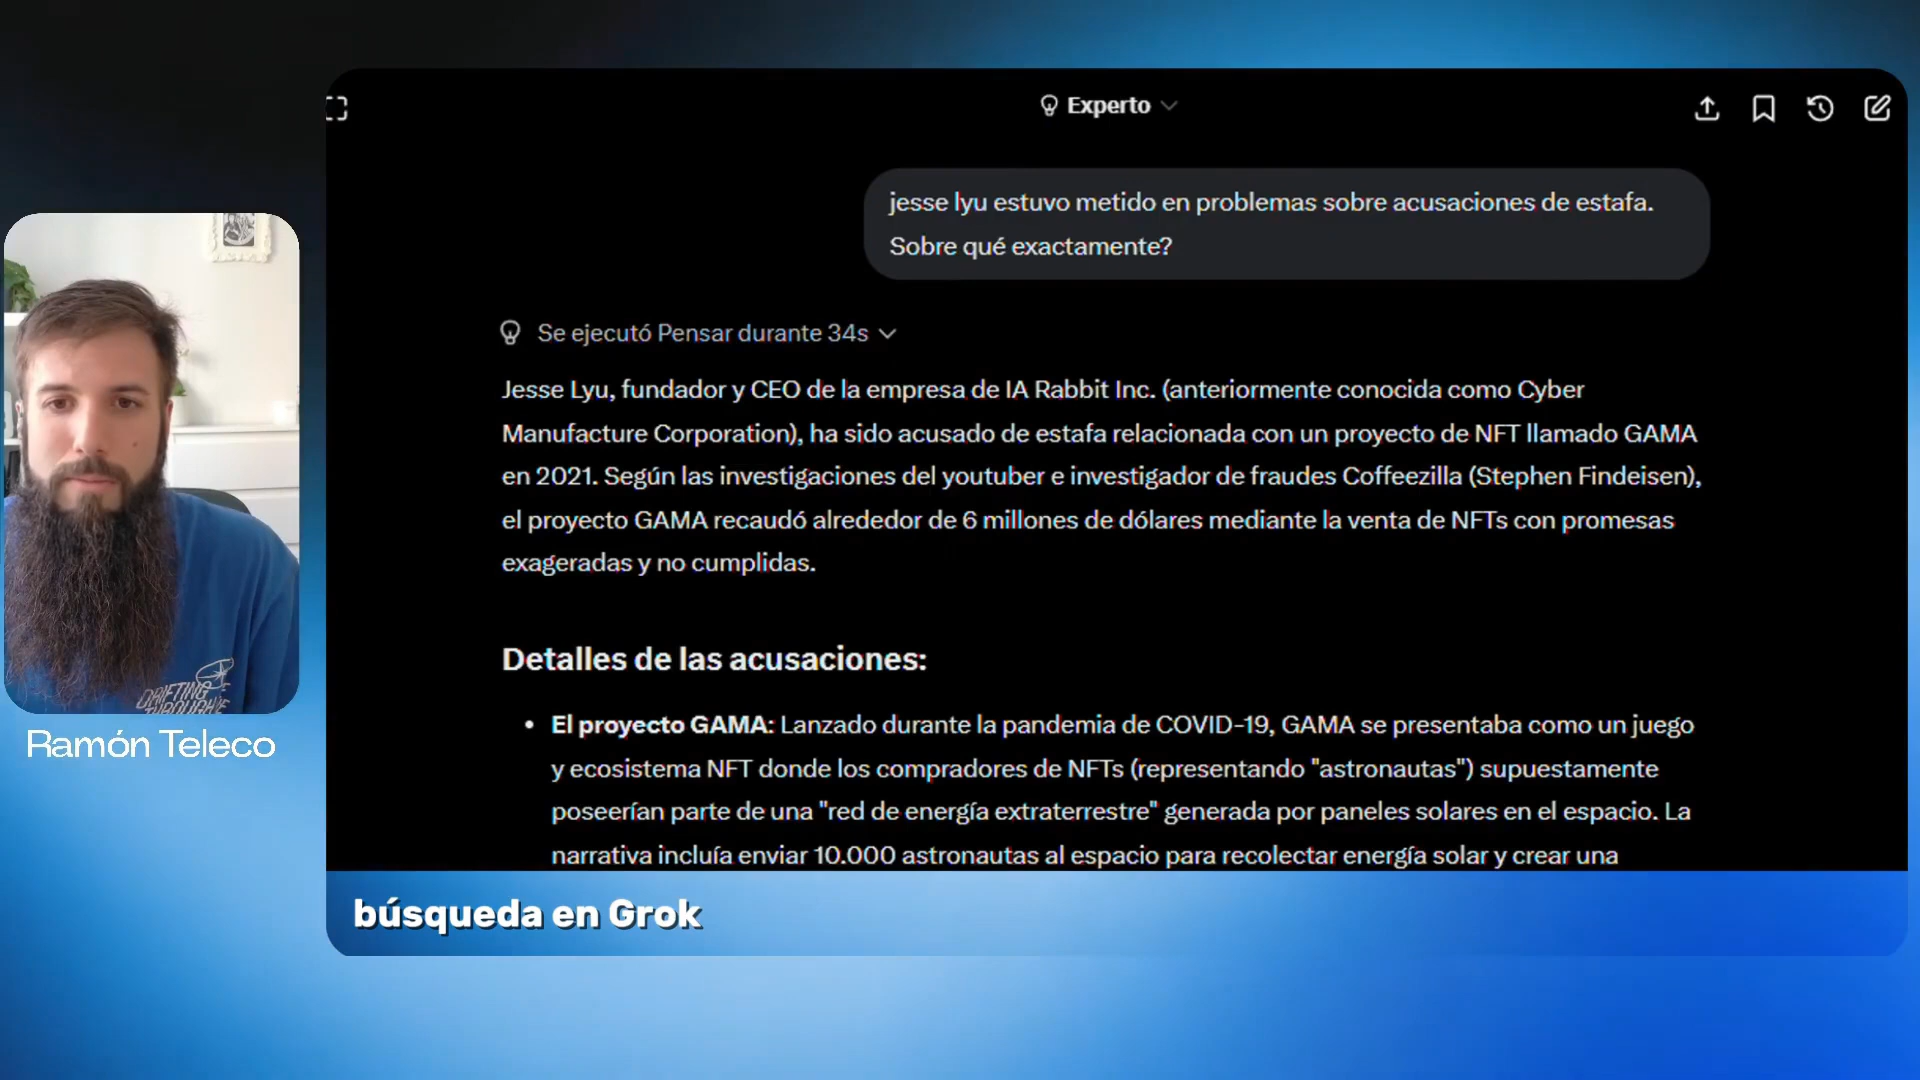 Experto
jesse lyu estuvo metido en problemas sobre acusaciones de estafa.
Sobre qué exactamente?
Se ejecutó Pensar durante 34s
Jesse Lyu, fundador y CEO de la empresa de IA Rabbit Inc. (anteriormente conocida como Cyber
Manufacture Corporation), ha sido acusado de estafa relacionada con un proyecto de NFT llamado GAMA
en 2021. Según las investigaciones del youtuber e investigador de fraudes Coffeezilla (Stephen Findeisen),
el proyecto GAMA recaudó alrededor de 6 millones de dólares mediante la venta de NFTs con promesas
exageradas y no cumplidas.
Detalles de las acusaciones:
• El proyecto GAMA: Lanzado durante la pandemia de COVID-19, GAMA se presentaba como un juego
y ecosistema NFT donde los compradores de NFTs (representando "astronautas") supuestamente
poseerían parte de una "red de energía extraterrestre" generada por paneles solares en el espacio. La
narrativa incluía enviar 10.000 astronautas al espacio para recolectar energía solar y crear una
búsqueda en Grok
DRIFTING
THROUGH
Ramón Teleco